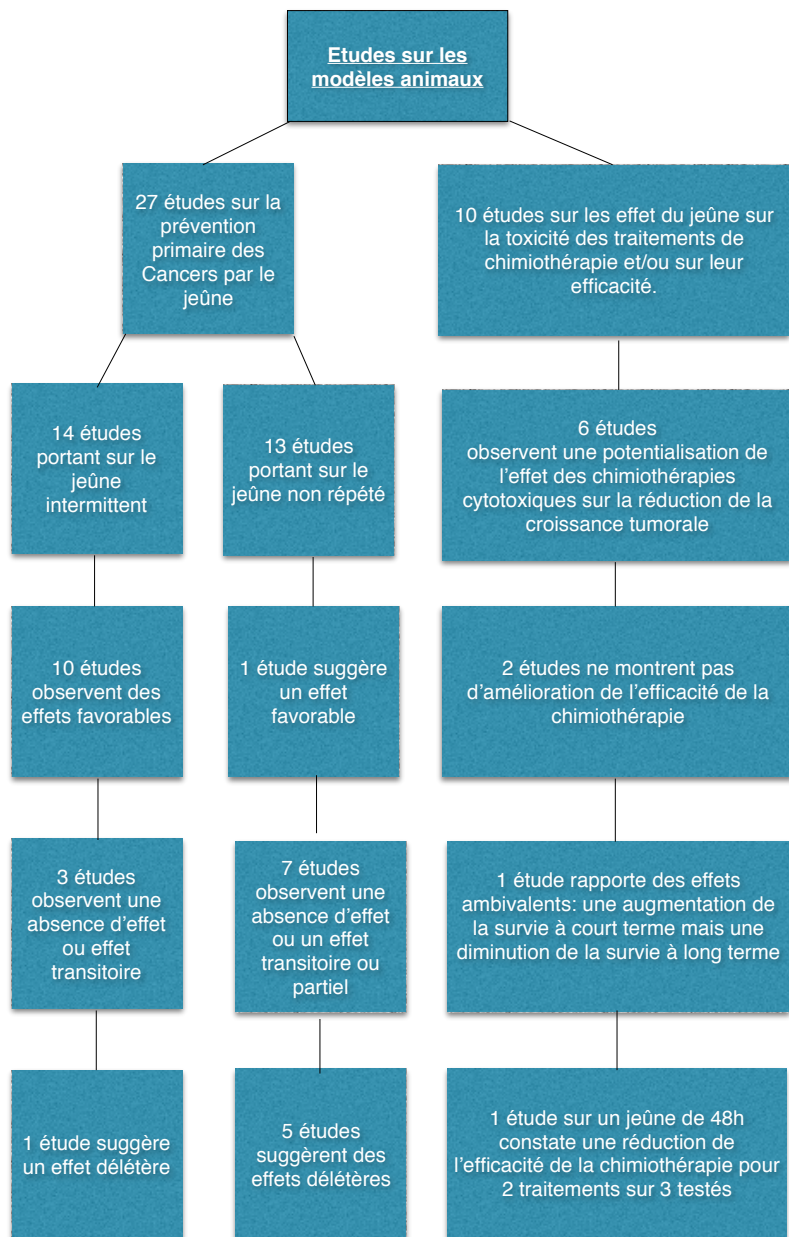 Etudes sur les
modèles animaux
27 études sur la
prévention
primaire des
Cancers par le
jeûne
10 études sur les effet du jeûne sur
la toxicité des traitements de
chimiothérapie et/ou sur leur
efficacité.
14 études
portant sur le
jeûne
intermittent
13 études
portant sur le
jeûne non répété
6 études
observent une potentialisation de
l'effet des chimiothérapies
cytotoxiques sur la réduction de la
croissance tumorale
10 études
observent des
effets favorables
1 étude suggère
un effet
favorable
2 études ne montrent pas
d'amélioration de l'efficacité de la
chimiothérapie
3 études
observent une
absence d'effet
ou effet
transitoire
7 études
observent une
absence d'effet
ou un effet
transitoire ou
partiel
1 étude rapporte des effets
ambivalents: une augmentation de
la survie à court terme mais une
diminution de la survie à long terme
1 étude suggère
un effet délétère
5 études
suggèrent des
effets délétères
1 étude sur un jeûne de 48h
constate une réduction de
l'efficacité de la chimiothérapie pour
2 traitements sur 3 testés